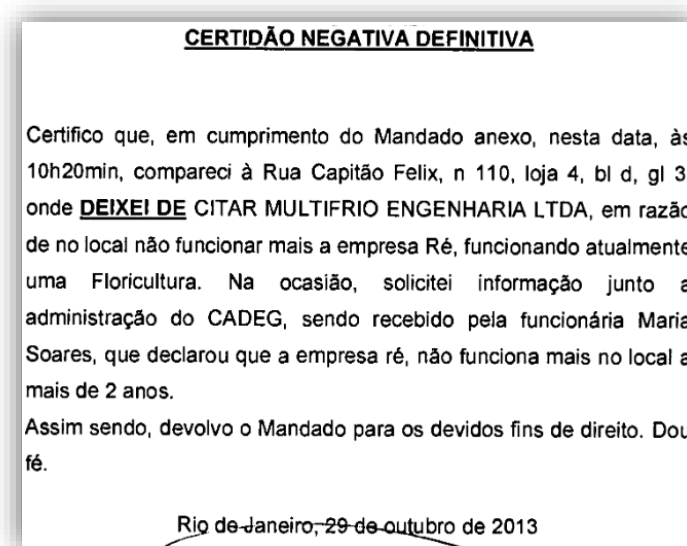 CERTIDÃO NEGATIVA DEFINITIVA
Certifico que, em cumprimento do Mandado anexo, nesta data, às
10h20min, compareci à Rua Capitão Felix, n 110, loja 4, bl d, gl 3
onde DEIXEI DE CITAR MULTIFRIO ENGENHARIA LTDA, em razão
de no local não funcionar mais a empresa Ré, funcionando atualmente
uma Floricultura. Na ocasião, solicitei informação junto a
administração do CADEG, sendo recebido pela funcionária Maria
Soares, que declarou que a empresa ré, não funciona mais no local a
mais de 2 anos.
Assim sendo, devolvo o Mandado para os devidos fins de direito. Dou
fé.
Rio de Janeiro, 29 de outubro de 2013